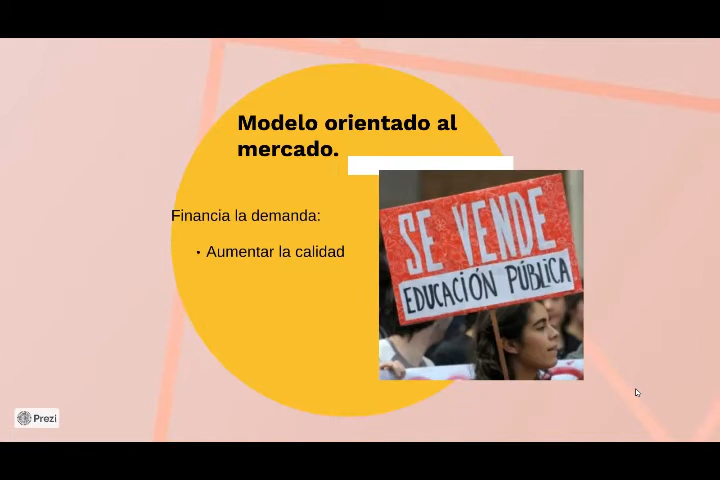 Modelo orientado al
mercado.
Financia la demanda:
• Aumentar la calidad
SE VENDE
EDUCACIÓN PÚBLICA
Prezi